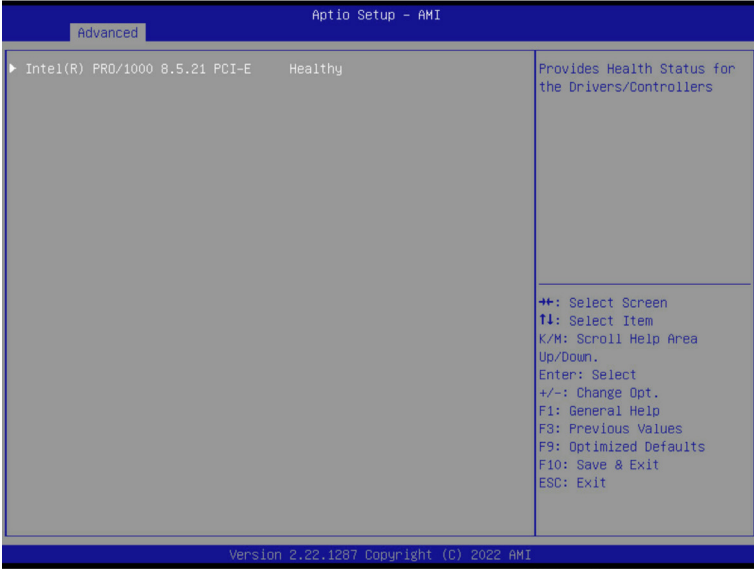 Aptio Setup – AMI
Advanced
▶ Intel(R) PRO/1000 8.5.21 PCI-E Healthy
Provides Health Status for
the Drivers/Controllers
→←: Select Screen
↑↓: Select Item
K/M: Scroll Help Area
Up/Down.
Enter: Select
+/-: Change Opt.
F1: General Help
F3: Previous Values
F9: Optimized Defaults
F10: Save & Exit
ESC: Exit
Version 2.22.1287 Copyright (C) 2022 AMI